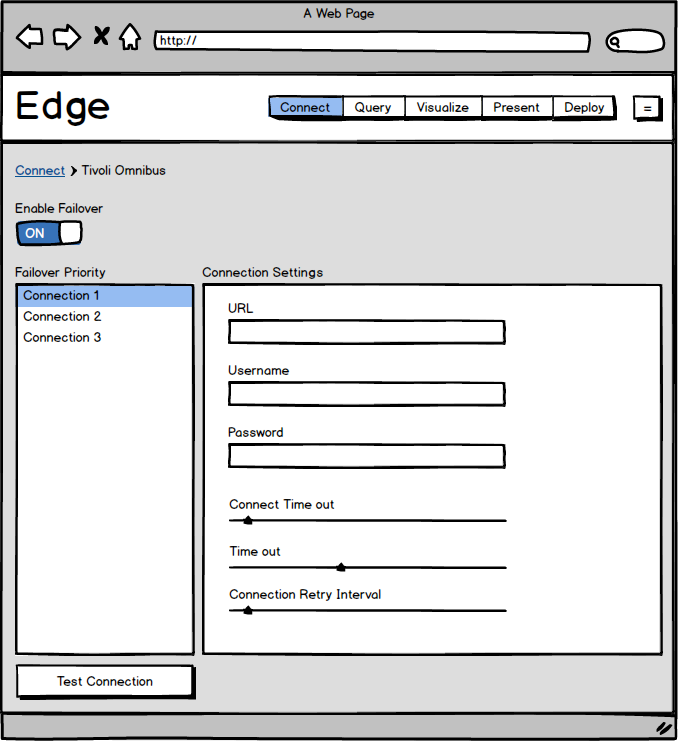 A Web Page
http://
Edge
Connect Query Visualize Present Deploy =
Connect > Tivoli Omnibus
Enable Failover
ON
Failover Priority
Connection 1
Connection 2
Connection 3
Connection Settings
URL
Username
Password
Connect Time out
Time out
Connection Retry Interval
Test Connection